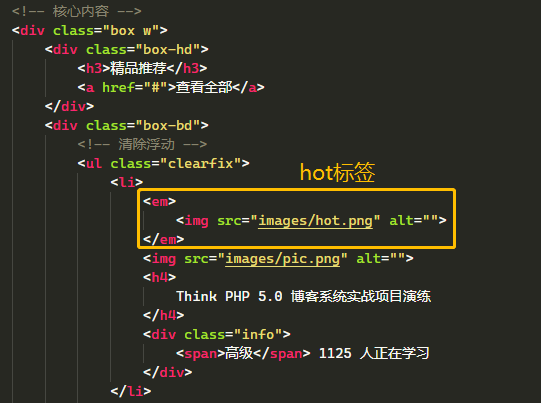 <!-- 核心内容 -->
<div class="box w">
<div class="box-hd">
<h3>精品推荐</h3>
<a href="#">查看全部</a>
</div>
<div class="box-bd">
<!-- 清除浮动 -->
<ul class="clearfix">
<li>
hot标签
<em>
<img src="images/hot.png" alt="">
</em>
<img src="images/pic.png" alt="">
<h4>
Think PHP 5.0 博客系统实战项目演练
</h4>
<div class="info">
<span>高级</span> 1125 人正在学习
</div>
</li>